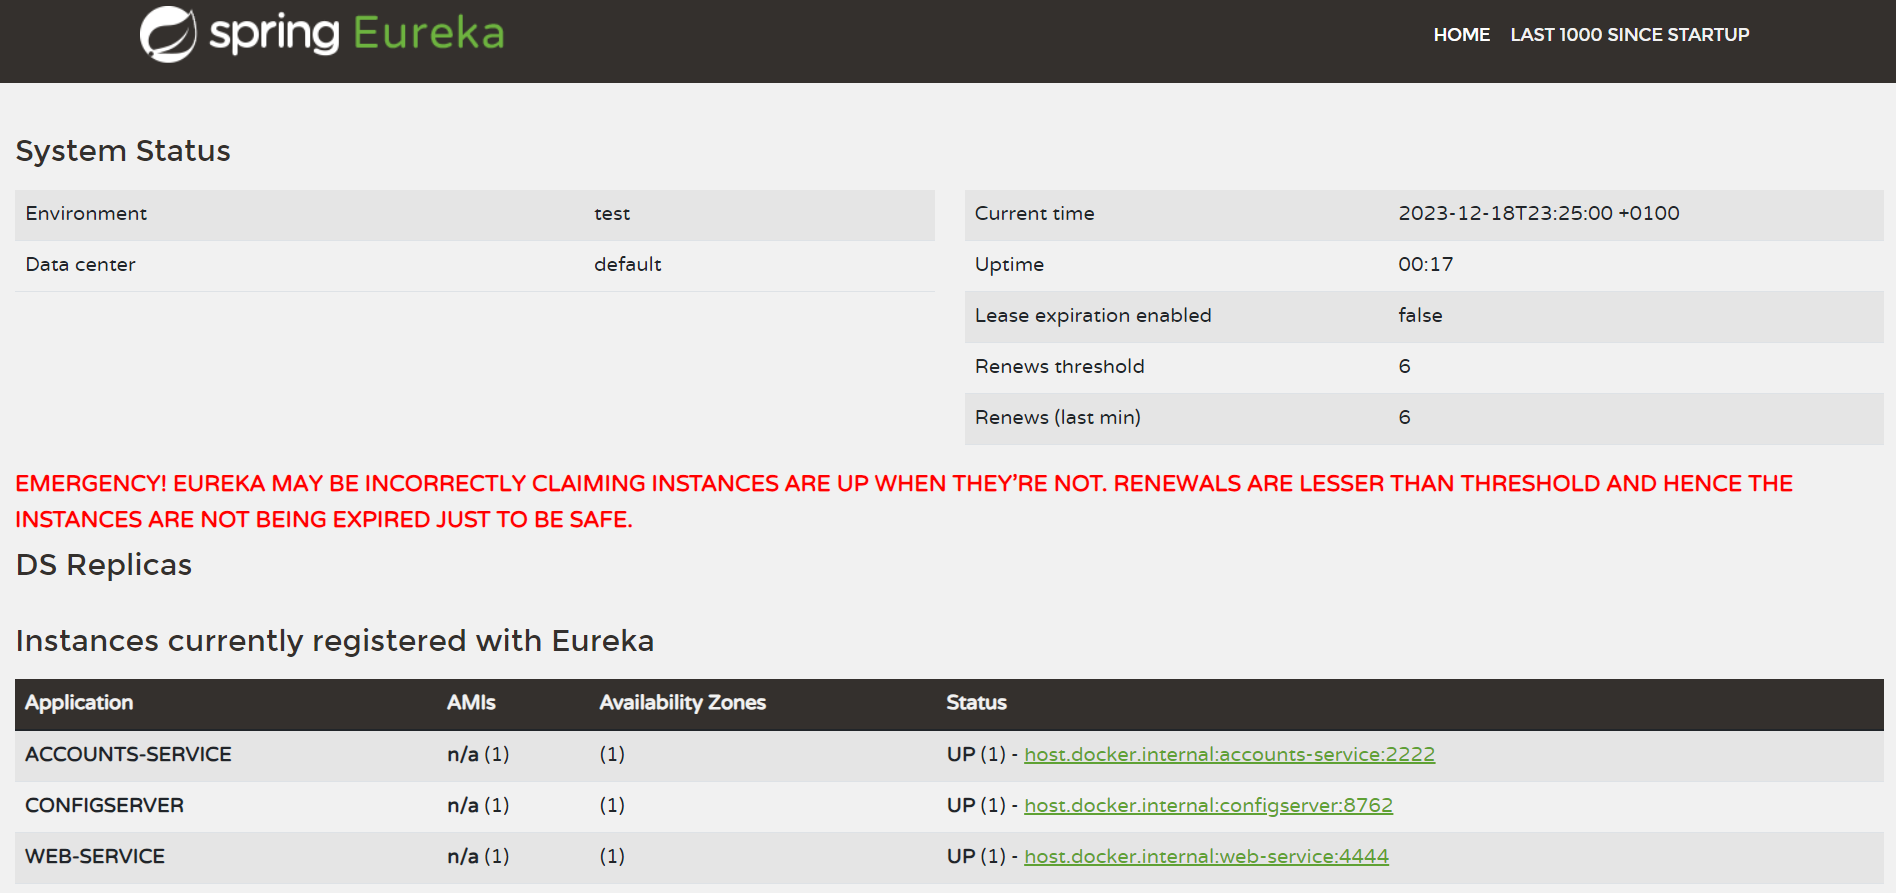 spring Eureka
HOME LAST 1000 SINCE STARTUP
System Status
Environment test
Data center default
Current time 2023-12-18T23:25:00 +0100
Uptime 00:17
Lease expiration enabled false
Renews threshold 6
Renews (last min) 6
EMERGENCY! EUREKA MAY BE INCORRECTLY CLAIMING INSTANCES ARE UP WHEN THEY’RE NOT. RENEWALS ARE LESSER THAN THRESHOLD AND HENCE THE
INSTANCES ARE NOT BEING EXPIRED JUST TO BE SAFE.
DS Replicas
Instances currently registered with Eureka
Application AMIs Availability Zones Status
ACCOUNTS-SERVICE n/a (1) (1) UP (1) - host.docker.internal:accounts-service:2222
CONFIGSERVER n/a (1) (1) UP (1) - host.docker.internal:configserver:8762
WEB-SERVICE n/a (1) (1) UP (1) - host.docker.internal:web-service:4444